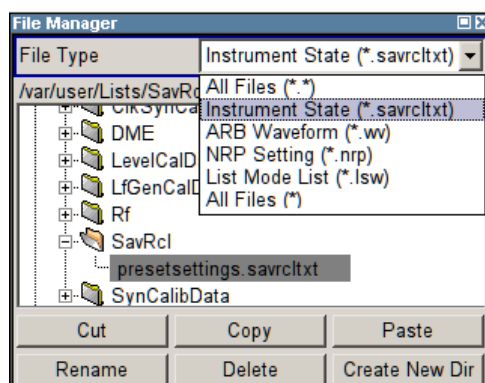 File Manager
File Type
Instrument State (*.savrcltxt)
/var/user/Lists/SavRc
All Files (*.*)
Instrument State (*.savrcltxt)
ARB Waveform (*.wv)
NRP Setting (*.nrp)
List Mode List (*.lsw)
All Files (*)
ClkSynCa
DME
LevelCalD
LfGenCalD
Rf
SavRcl
presetsettings.savrcltxt
SynCalibData
Cut Copy Paste
Rename Delete Create New Dir